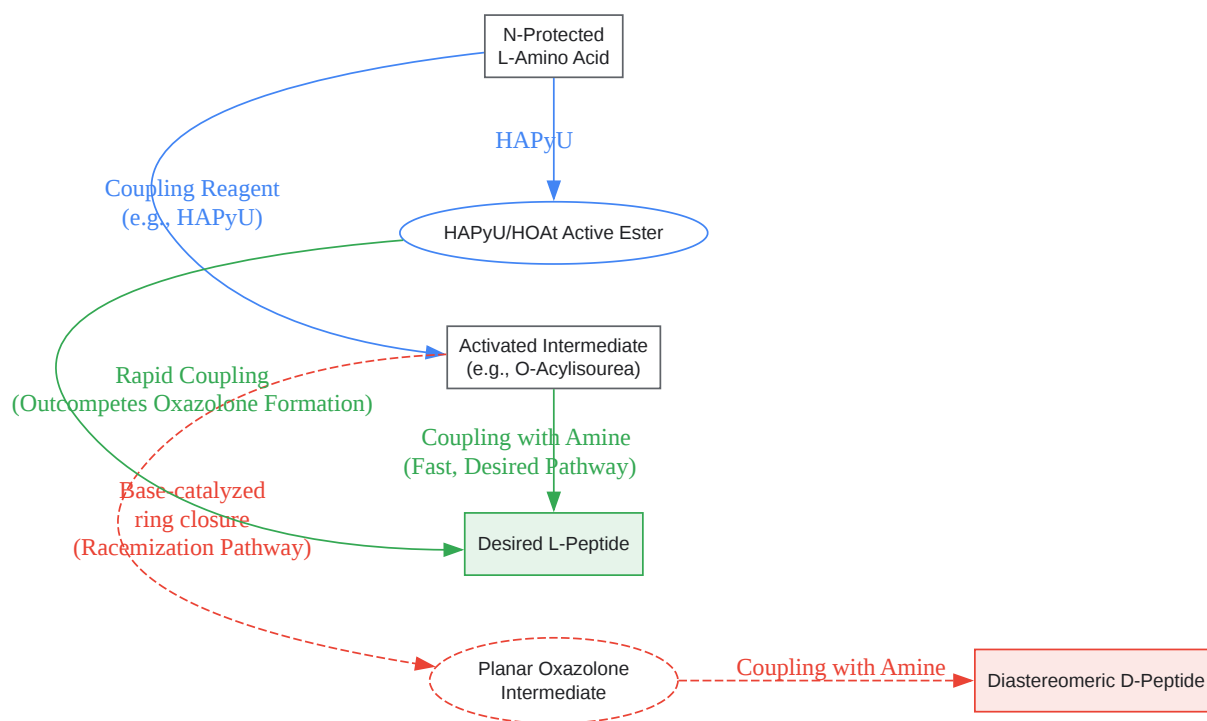 N-Protected
L-Amino Acid
HAPyU
Coupling Reagent
(e.g., HAPyU)
HAPyU/HOAt Active Ester
Activated Intermediate
(e.g., O-Acylisourea)
Rapid Coupling
(Outcompetes Oxazolone Formation)
Coupling with Amine
(Fast, Desired Pathway)
Base-catalyzed
ring closure
(Racemization Pathway)
Desired L-Peptide
Planar Oxazolone
Intermediate
Coupling with Amine
Diastereomeric D-Peptide